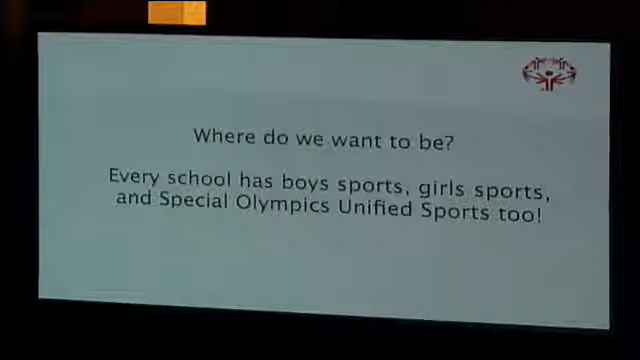 Where do we want to be?
Every school has boys sports, girls sports,
and Special Olympics Unified Sports too!